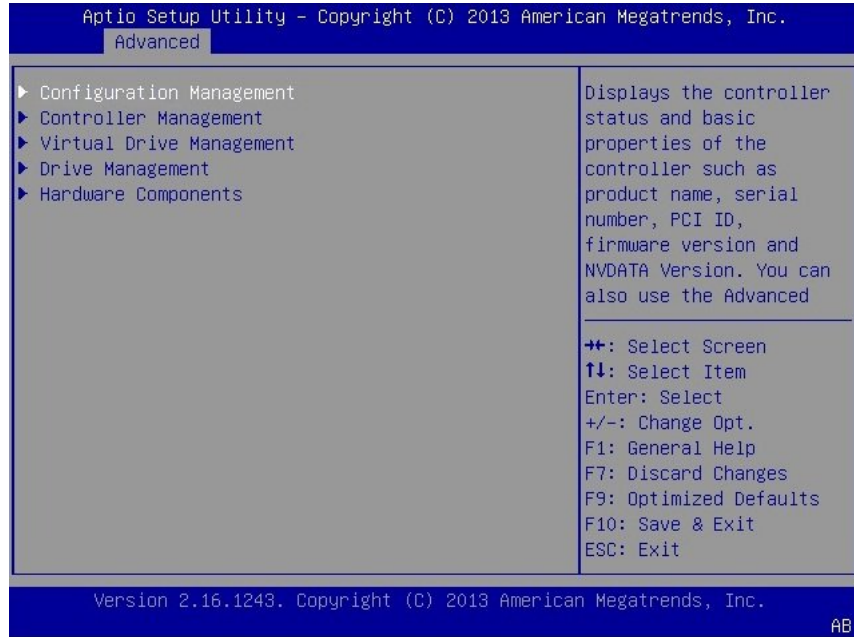 Aptio Setup Utility – Copyright (C) 2013 American Megatrends, Inc.
Advanced
▶ Configuration Management
▶ Controller Management
▶ Virtual Drive Management
▶ Drive Management
▶ Hardware Components
Displays the controller
status and basic
properties of the
controller such as
product name, serial
number, PCI ID,
firmware version and
NVDATA Version. You can
also use the Advanced
→←: Select Screen
↑↓: Select Item
Enter: Select
+/-: Change Opt.
F1: General Help
F7: Discard Changes
F9: Optimized Defaults
F10: Save & Exit
ESC: Exit
Version 2.16.1243. Copyright (C) 2013 American Megatrends, Inc.
AB